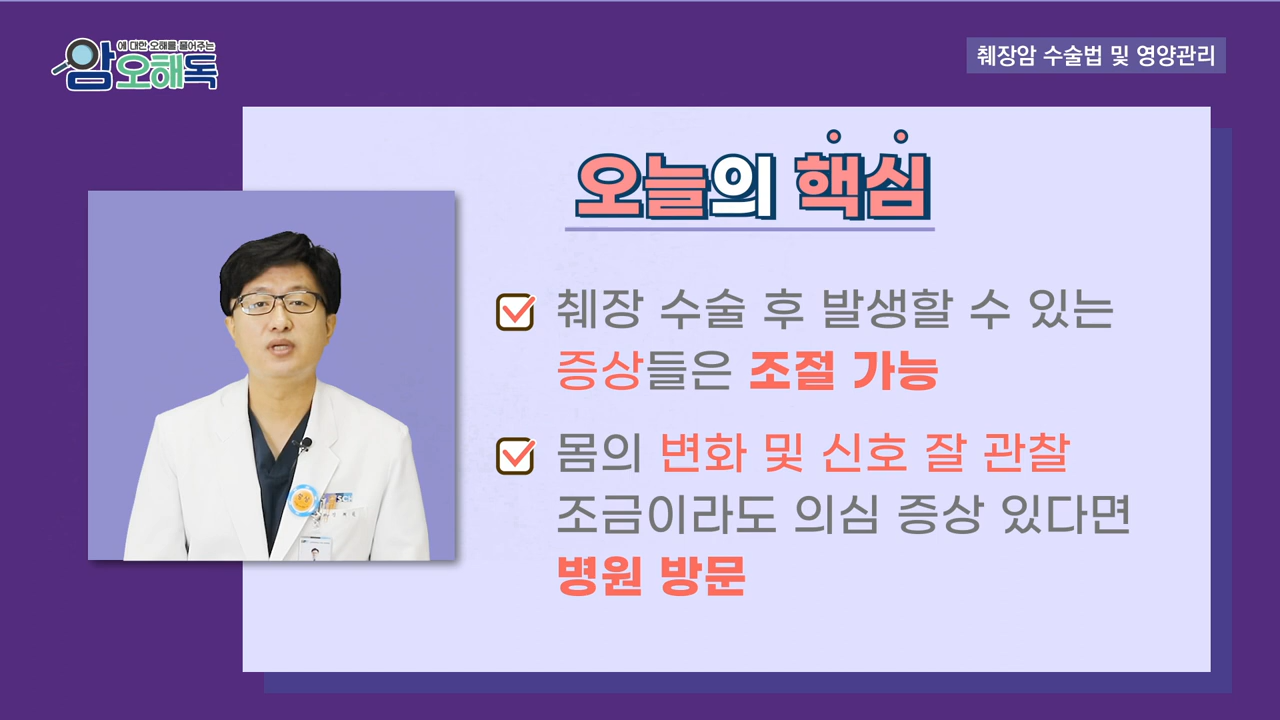 에 대한 오해를 풀어주는
암오해독
췌장암 수술법 및 영양관리
오늘의 핵심
췌장 수술 후 발생할 수 있는
증상들은 조절 가능
몸의 변화 및 신호 잘 관찰
조금이라도 의심 증상 있다면
병원 방문